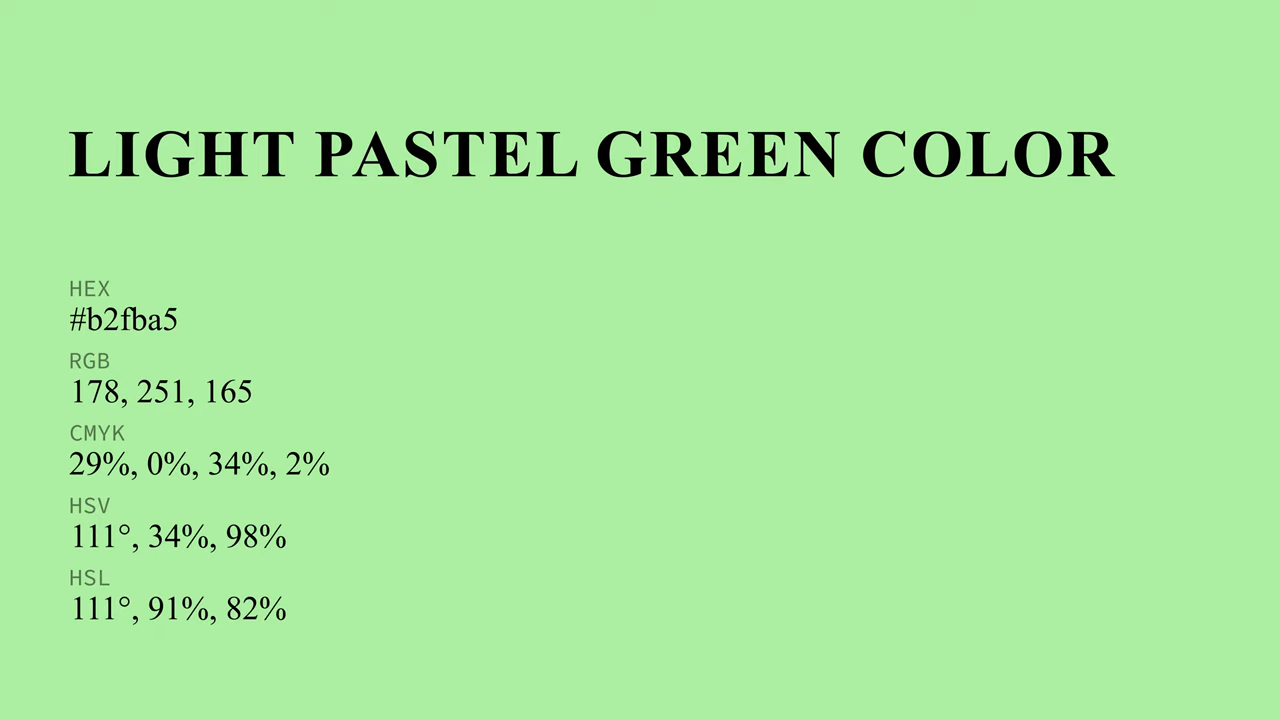 LIGHT PASTEL GREEN COLOR
HEX
#b2fba5
RGB
178, 251, 165
CMYK
29%, 0%, 34%, 2%
HSV
111°, 34%, 98%
HSL
111°, 91%, 82%